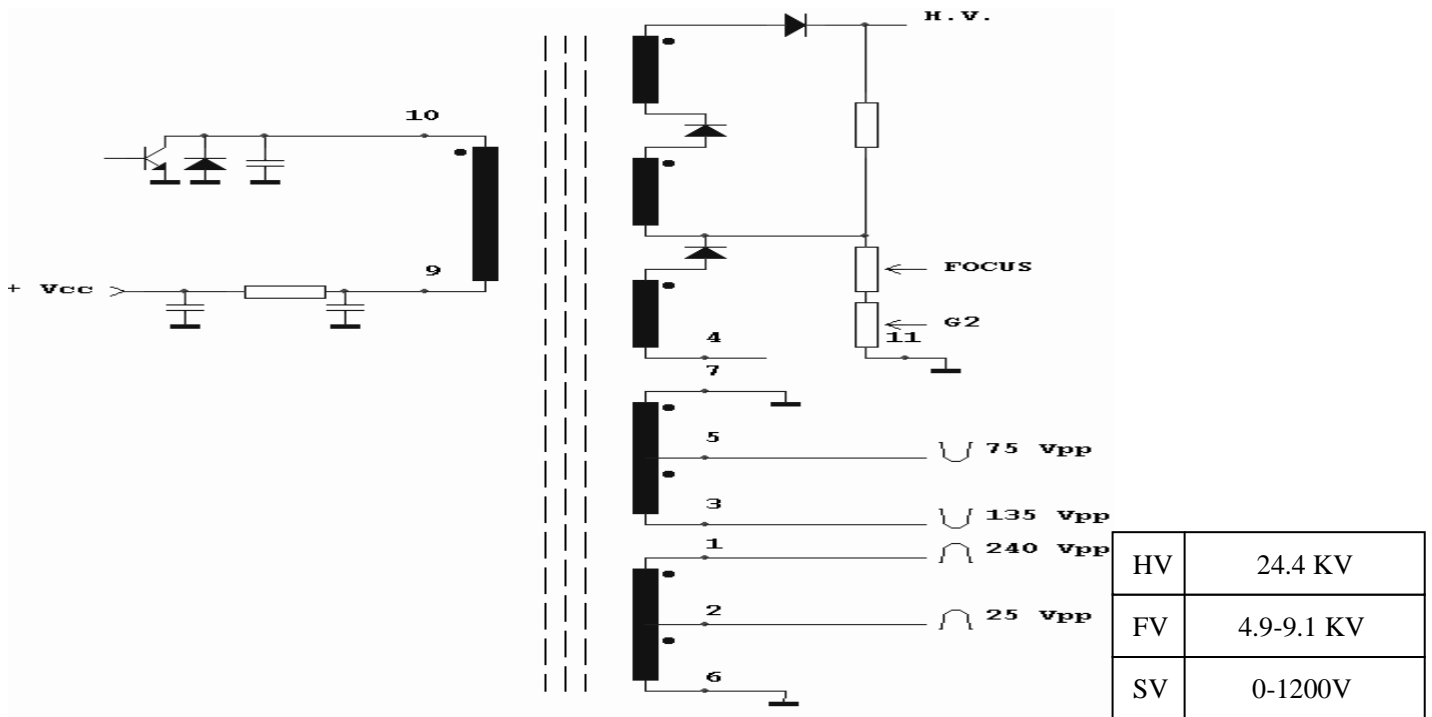 H.V.
10
9
+ Vcc
FOCUS
G2
4
11
7
5
75 Vpp
3
135 Vpp
1
240 Vpp
2
25 Vpp
6
HV 24.4 KV
FV 4.9-9.1 KV
SV 0-1200V